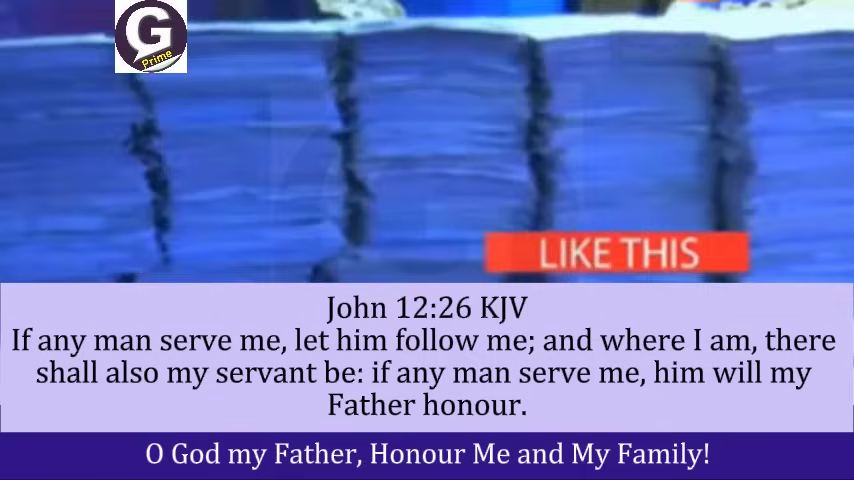 G
Prime
LIKE THIS
John 12:26 KJV
If any man serve me, let him follow me; and where I am, there
shall also my servant be: if any man serve me, him will my
Father honour.
O God my Father, Honour Me and My Family!